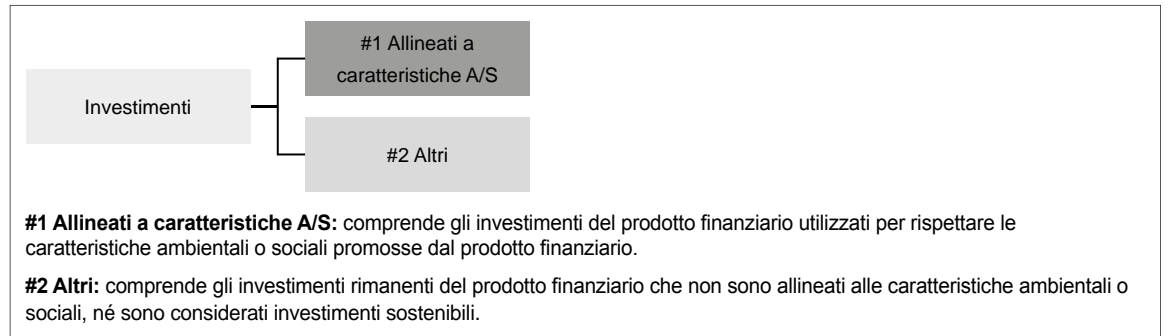 #1 Allineati a
caratteristiche A/S
Investimenti
#2 Altri
#1 Allineati a caratteristiche A/S: comprende gli investimenti del prodotto finanziario utilizzati per rispettare le
caratteristiche ambientali o sociali promosse dal prodotto finanziario.
#2 Altri: comprende gli investimenti rimanenti del prodotto finanziario che non sono allineati alle caratteristiche ambientali o
sociali, né sono considerati investimenti sostenibili.